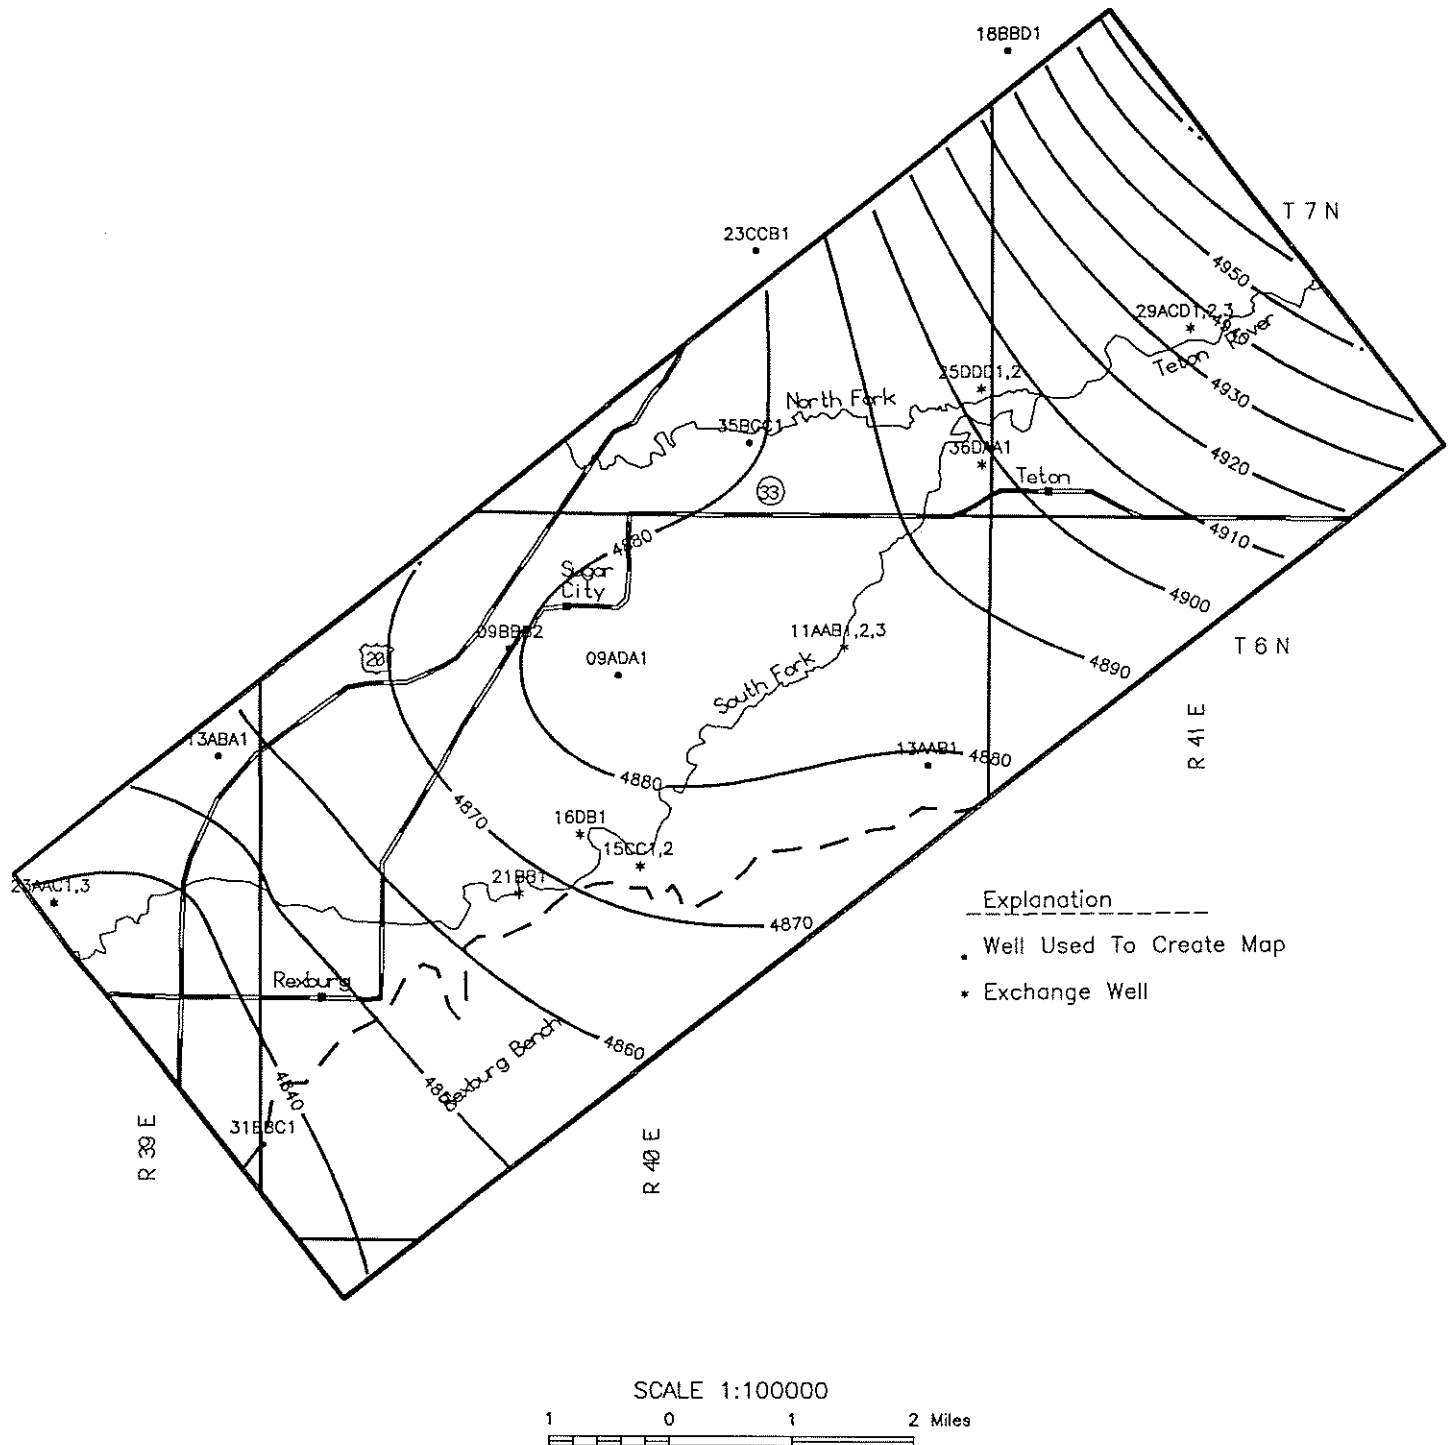 18BBD1
T 7 N
23CCB1
4950
29ACD1,2,3
Teton River
4930
25DDD1,2
North Fork
35BCC1
36DAA1
4920
Teton
33
4910
4880
Sugar
City
4900
09BBB2
11AAB1,2,3
T 6 N
20
09ADA1
4890
South Fork
R 41 E
13ABA1
13AAB1
4880
4880
4870
16DB1
15CC1,2
21BB1
23AAC1,3
4870
Explanation
Well Used To Create Map
Exchange Well
Rexburg
4860
Rexburg Bench
4840
31BBC1
R 39 E
R 40 E
SCALE 1:100000
1 0 1 2 Miles